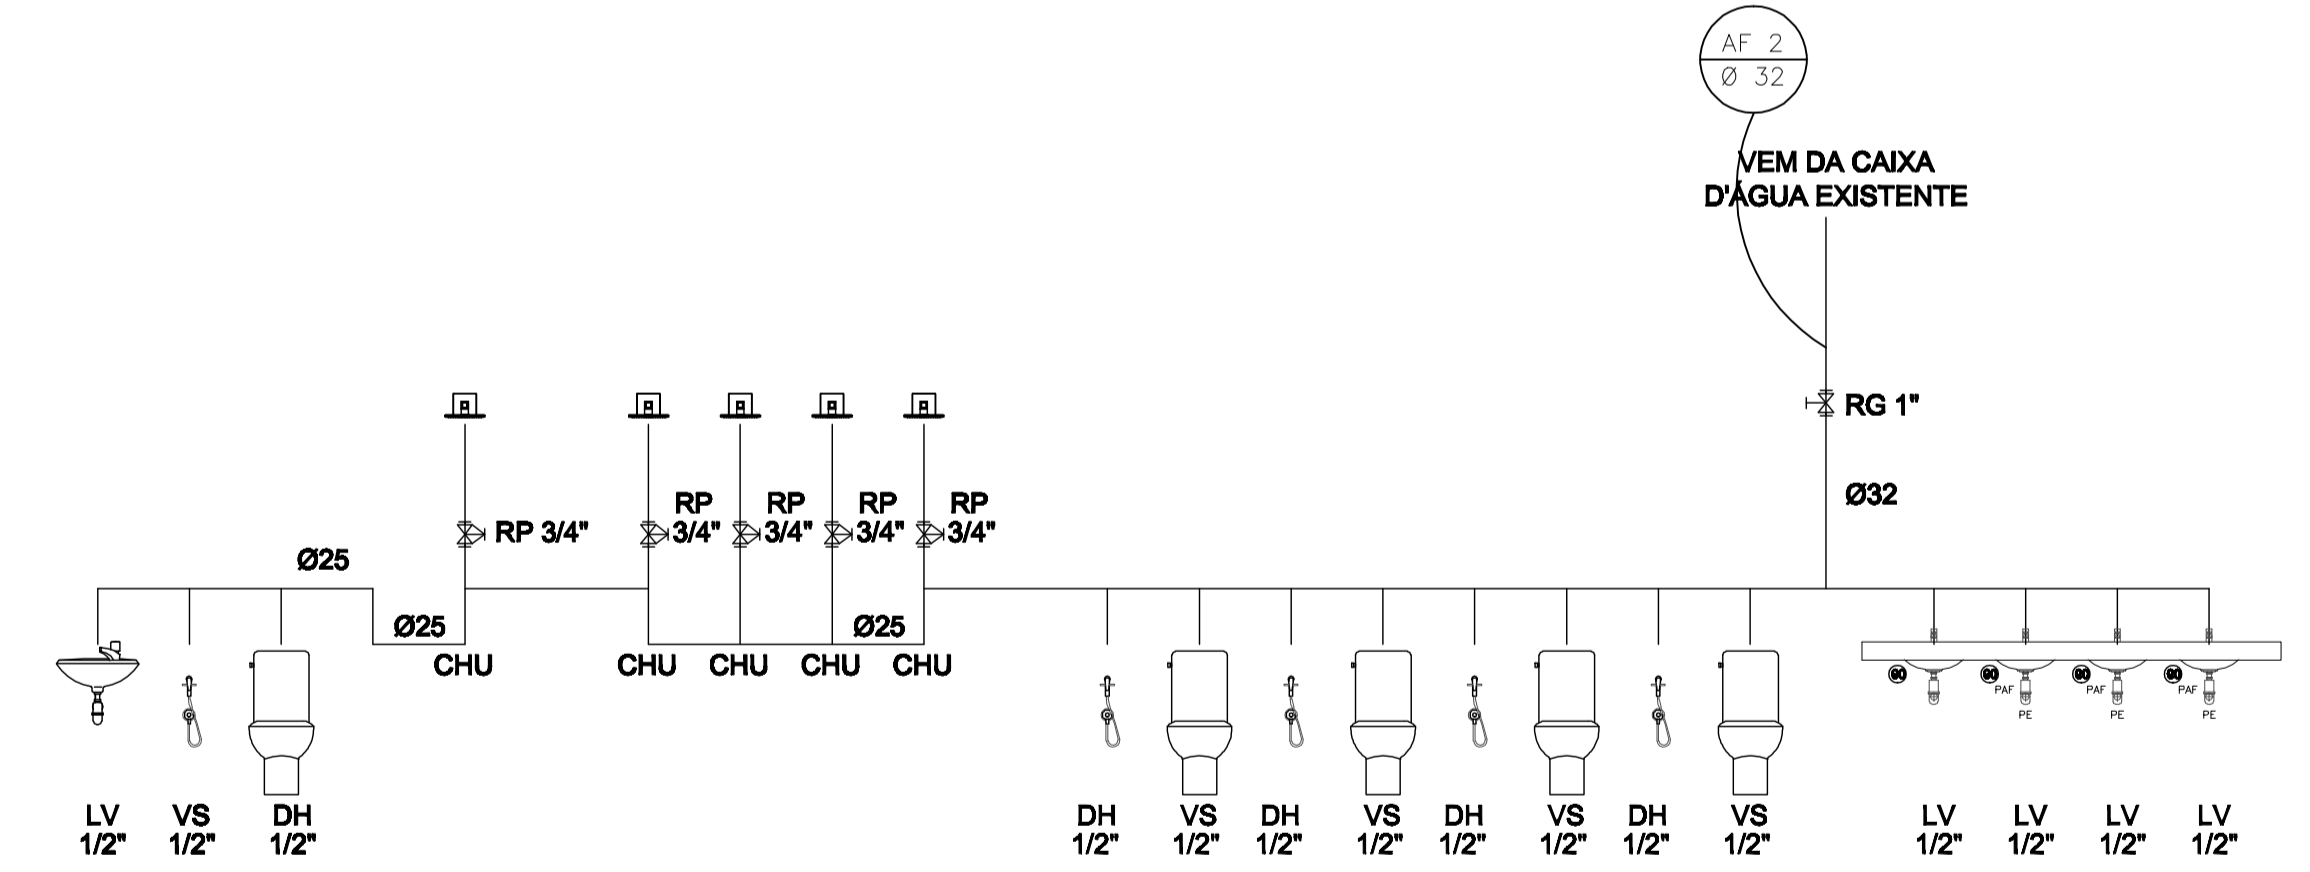 AF 2
Ø 32
VEM DA CAIXA
D'ÁGUA EXISTENTE
RG 1"
Ø32
RP
3/4"
RP
3/4"
RP
3/4"
RP
3/4"
RP 3/4"
Ø25
Ø25
Ø25
CHU
CHU
CHU
CHU
CHU
90
90
PAF
PE
90
PAF
PE
90
PAF
PE
LV
1/2"
VS
1/2"
DH
1/2"
DH
1/2"
VS
1/2"
DH
1/2"
VS
1/2"
DH
1/2"
VS
1/2"
DH
1/2"
VS
1/2"
LV
1/2"
LV
1/2"
LV
1/2"
LV
1/2"